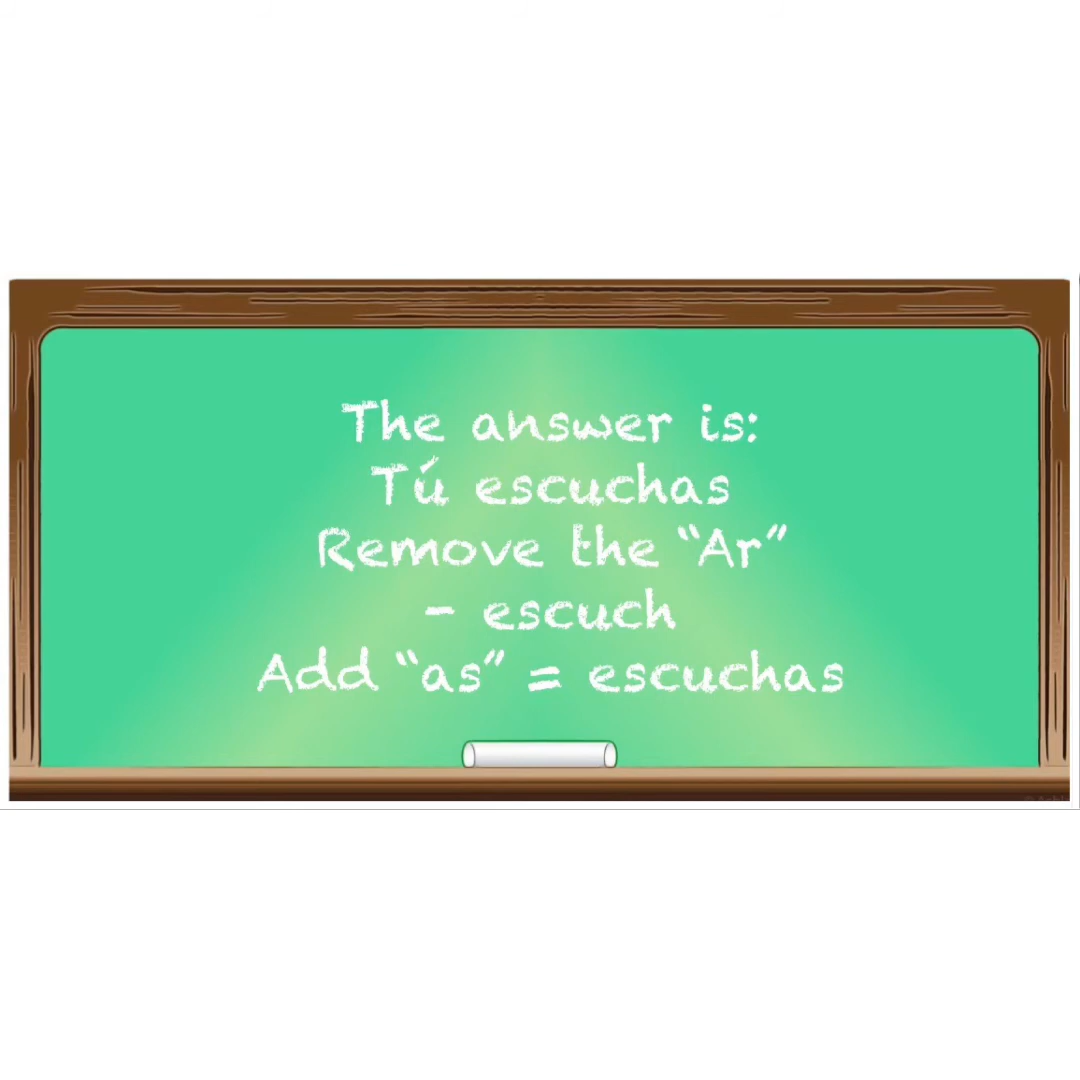 The answer is:
Tú escuchas
Remove the “Ar”
- escuch
Add “as” = escuchas